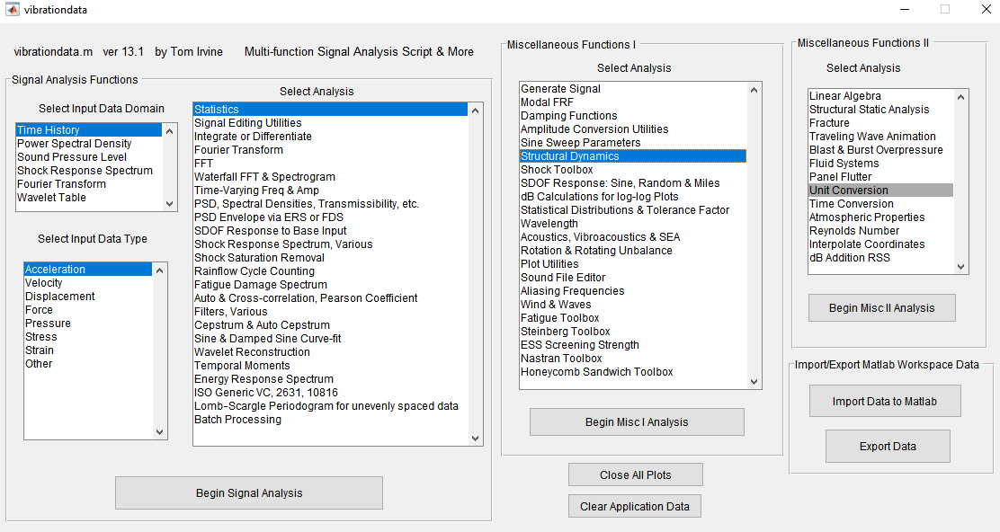 vibrationdata
vibrationdata.m ver 13.1 by Tom Irvine Multi-function Signal Analysis Script & More
Signal Analysis Functions
Select Input Data Domain
Time History
Power Spectral Density
Sound Pressure Level
Shock Response Spectrum
Fourier Transform
Wavelet Table
Select Input Data Type
Acceleration
Velocity
Displacement
Force
Pressure
Stress
Strain
Other
Select Analysis
Statistics
Signal Editing Utilities
Integrate or Differentiate
Fourier Transform
FFT
Waterfall FFT & Spectrogram
Time-Varying Freq & Amp
PSD, Spectral Densities, Transmissibility, etc.
PSD Envelope via ERS or FDS
SDOF Response to Base Input
Shock Response Spectrum, Various
Shock Saturation Removal
Rainflow Cycle Counting
Fatigue Damage Spectrum
Auto & Cross-correlation, Pearson Coefficient
Filters, Various
Cepstrum & Auto Cepstrum
Sine & Damped Sine Curve-fit
Wavelet Reconstruction
Temporal Moments
Energy Response Spectrum
ISO Generic VC, 2631, 10816
Lomb-Scargle Periodogram for unevenly spaced data
Batch Processing
Begin Signal Analysis
Miscellaneous Functions I
Select Analysis
Generate Signal
Modal FRF
Damping Functions
Amplitude Conversion Utilities
Sine Sweep Parameters
Structural Dynamics
Shock Toolbox
SDOF Response: Sine, Random & Miles
dB Calculations for log-log Plots
Statistical Distributions & Tolerance Factor
Wavelength
Acoustics, Vibroacoustics & SEA
Rotation & Rotating Unbalance
Plot Utilities
Sound File Editor
Aliasing Frequencies
Wind & Waves
Fatigue Toolbox
Steinberg Toolbox
ESS Screening Strength
Nastran Toolbox
Honeycomb Sandwich Toolbox
Begin Misc I Analysis
Close All Plots
Clear Application Data
Miscellaneous Functions II
Select Analysis
Linear Algebra
Structural Static Analysis
Fracture
Traveling Wave Animation
Blast & Burst Overpressure
Fluid Systems
Panel Flutter
Unit Conversion
Time Conversion
Atmospheric Properties
Reynolds Number
Interpolate Coordinates
dB Addition RSS
Begin Misc II Analysis
Import/Export Matlab Workspace Data
Import Data to Matlab
Export Data